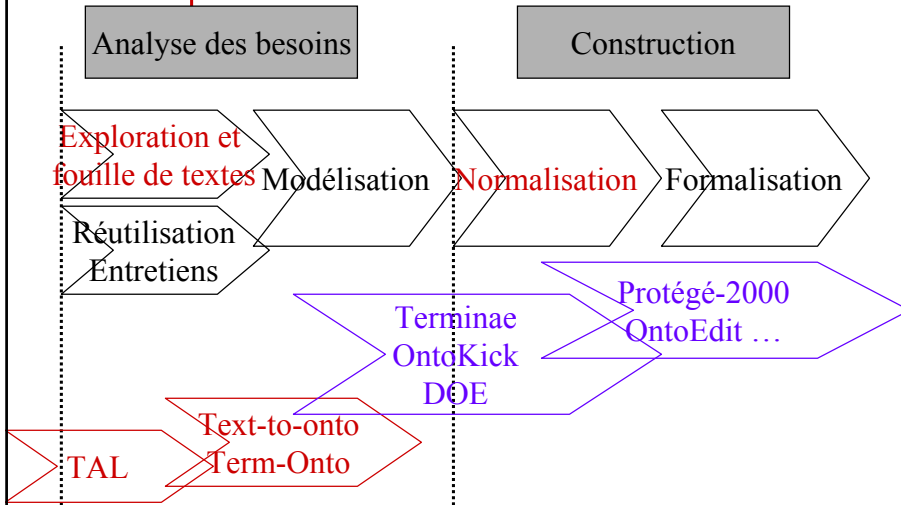 Analyse des besoins
Construction
Exploration et
fouille de textes
Modélisation
Normalisation
Formalisation
Réutilisation
Entretiens
Protégé-2000
OntoEdit …
Terminae
OntoKick
DOE
Text-to-onto
Term-Onto
TAL